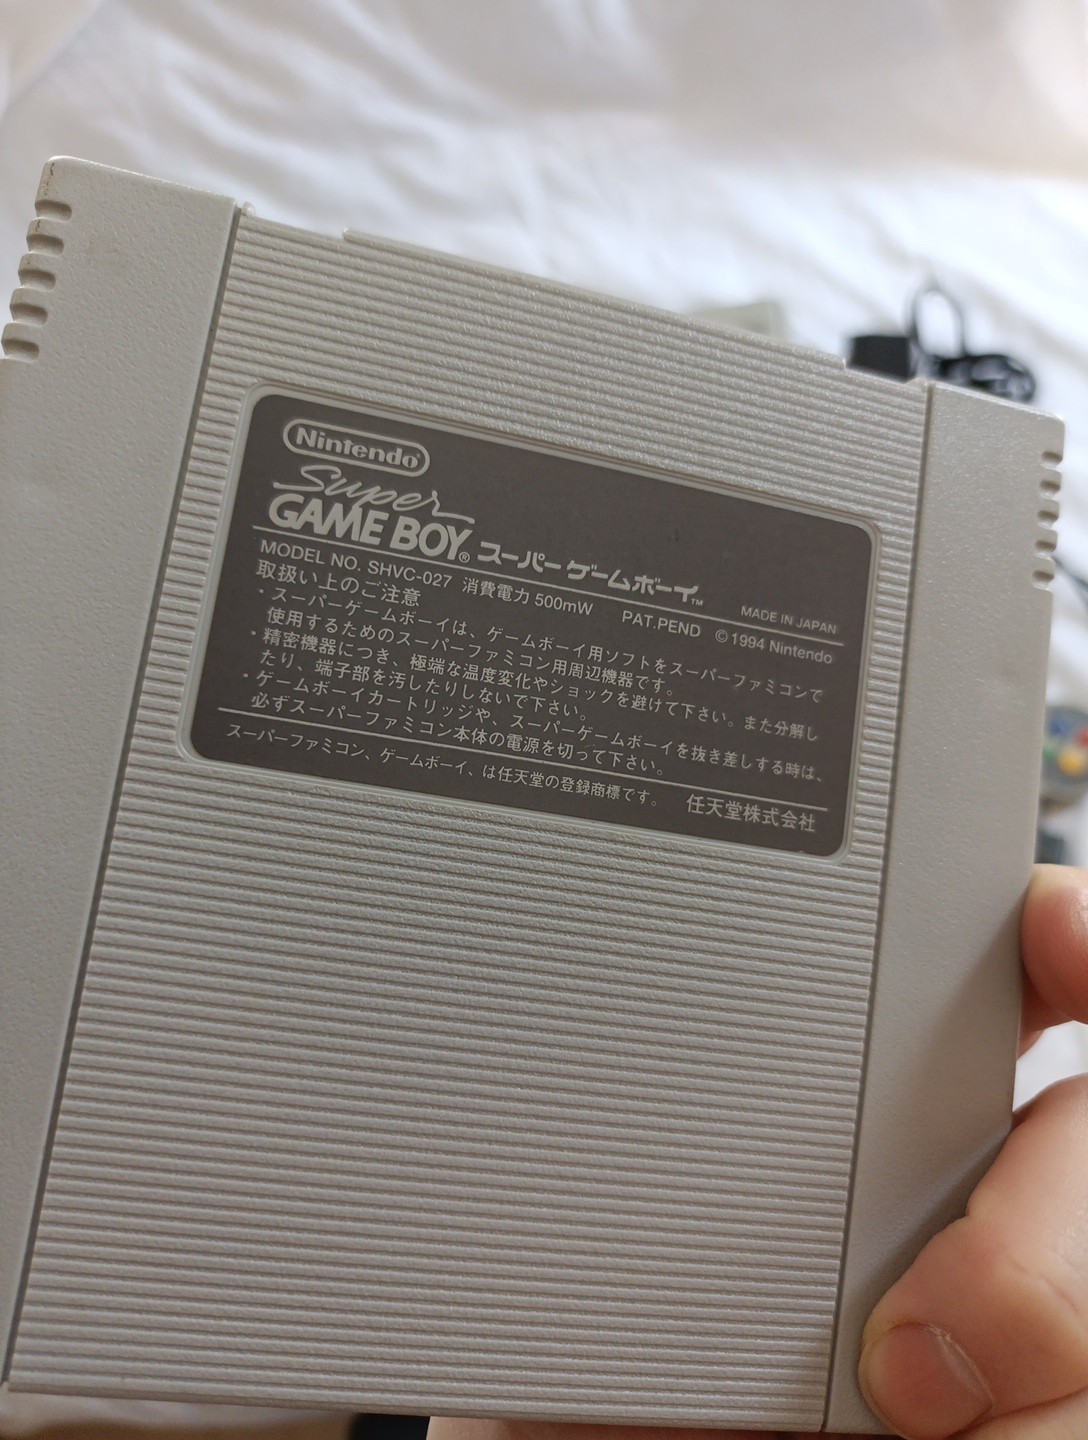 Nintendo®
Super
GAME BOY® スーパーゲームボーイ™ MADE IN JAPAN
MODEL NO. SHVC-027 消費電力 500mW PAT.PEND ©1994 Nintendo
取扱い上のご注意
・スーパーゲームボーイは、ゲームボーイ用ソフトをスーパーファミコンで
使用するためのスーパーファミコン用周辺機器です。
・精密機器につき、極端な温度変化やショックを避けて下さい。また分解し
たり、端子部を汚したりしないで下さい。
・ゲームボーイカートリッジや、スーパーゲームボーイを抜き差しする時は、
必ずスーパーファミコン本体の電源を切って下さい。
スーパーファミコン、ゲームボーイ、は任天堂の登録商標です。 任天堂株式会社